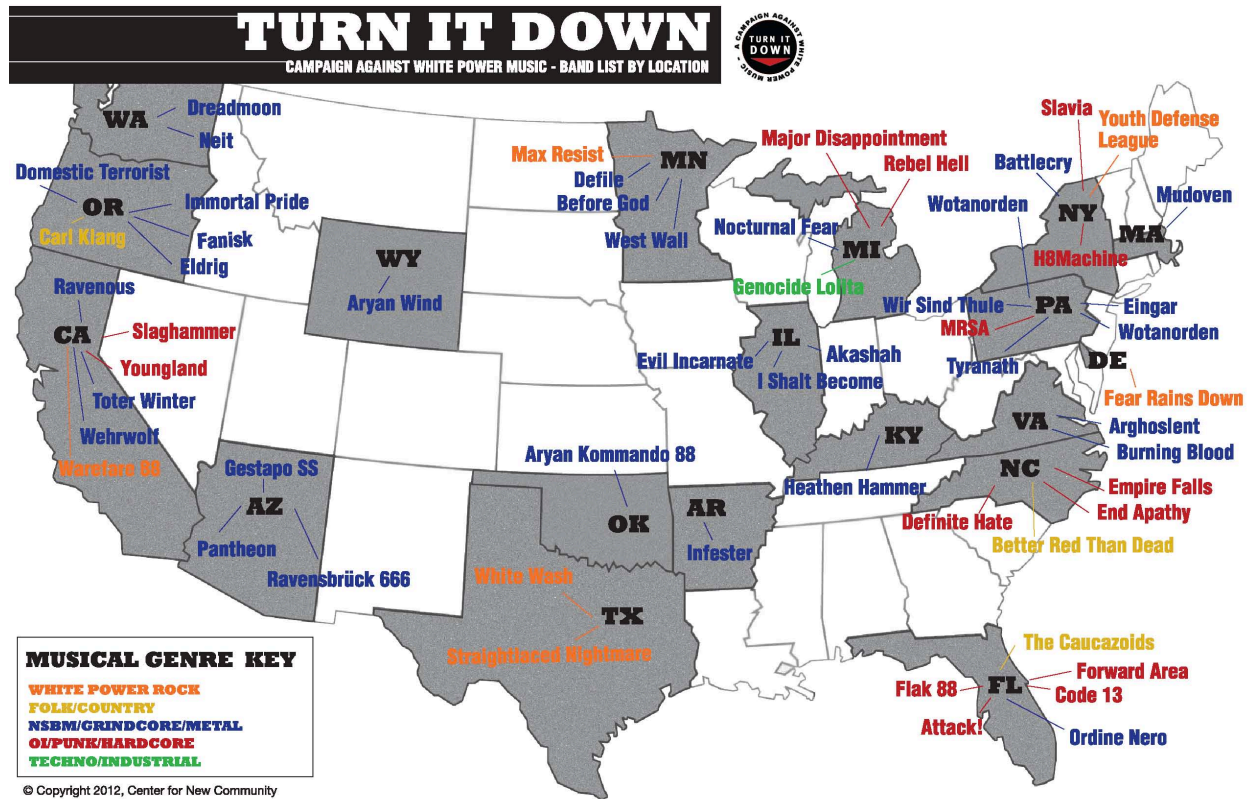 TURN IT DOWN
CAMPAIGN AGAINST WHITE POWER MUSIC - BAND LIST BY LOCATION
A CAMPAIGN AGAINST WHITE POWER MUSIC -
TURN IT
DOWN
WA
Dreadmoon
Neit
Domestic Terrorist
OR
Immortal Pride
Carl Klang
Fanisk
Eldrig
Ravenous
CA
Slaghammer
Youngland
Toter Winter
Wehrwolf
Warefare 88
WY
Aryan Wind
Gestapo SS
AZ
Pantheon
Ravensbrück 666
Max Resist
MN
Defile
Before God
West Wall
Major Disappointment
Rebel Hell
Nocturnal Fear
MI
Genocide Lolita
IL
Evil Incarnate
Akashah
I Shalt Become
Aryan Kommando 88
OK
AR
Infester
White Wash
TX
Straightlaced Nightmare
KY
Heathen Hammer
Slavia
Youth Defense
League
Battlecry
NY
H8Machine
Mudoven
MA
Wotanorden
Wir Sind Thule
PA
Eingar
MRSA
Wotanorden
Tyranath
DE
Fear Rains Down
VA
Arghoslent
Burning Blood
NC
Empire Falls
End Apathy
Definite Hate
Better Red Than Dead
The Caucazoids
Forward Area
Flak 88
FL
Code 13
Attack!
Ordine Nero
MUSICAL GENRE KEY
WHITE POWER ROCK
FOLK/COUNTRY
NSBM/GRINDCORE/METAL
OI/PUNK/HARDCORE
TECHNO/INDUSTRIAL
© Copyright 2012, Center for New Community